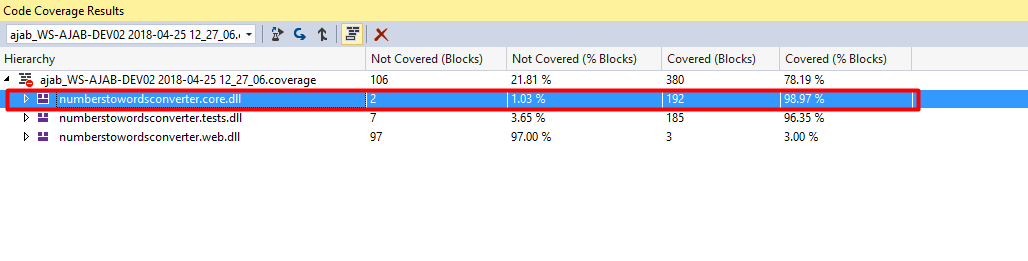 Code Coverage Results
ajab_WS-AJAB-DEV02 2018-04-25 12_27_06.
Hierarchy Not Covered (Blocks) Not Covered (% Blocks) Covered (Blocks) Covered (% Blocks)
ajab_WS-AJAB-DEV02 2018-04-25 12_27_06.coverage 106 21.81 % 380 78.19 %
numberstowordsconverter.core.dll 2 1.03 % 192 98.97 %
numberstowordsconverter.tests.dll 7 3.65 % 185 96.35 %
numberstowordsconverter.web.dll 97 97.00 % 3 3.00 %